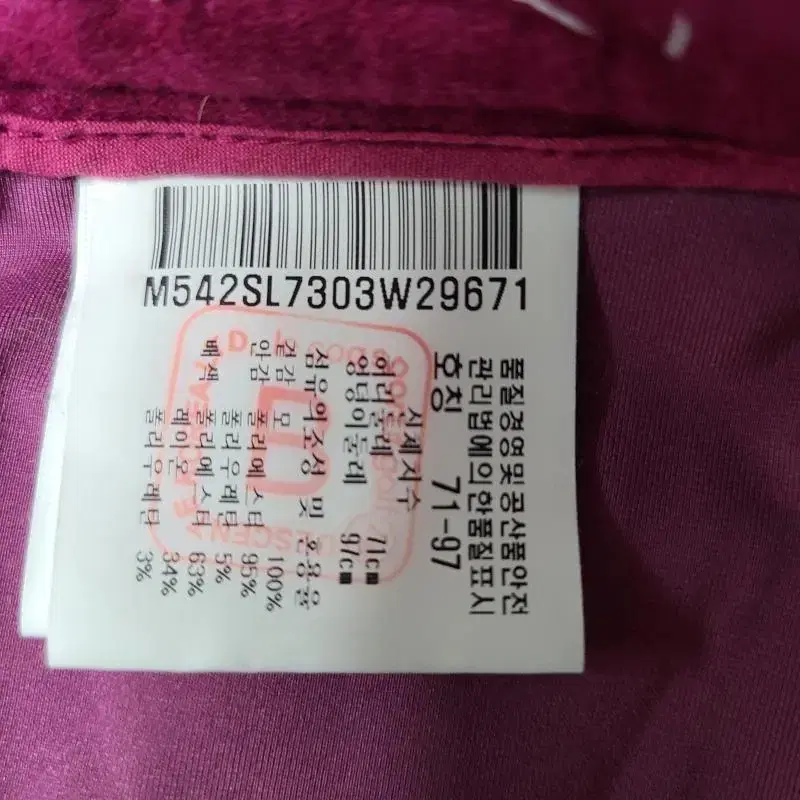 M542SL7303W29671
품질경영및공산품안전
관리법에의한품질표시
호칭 71-97
신체치수
허리둘레 71c■
엉덩이둘레 97c■
섬유의조성 및 혼용율
겉감 모 100%
안감 폴리에스터 95%
폴리우레탄 5%
배색 폴리에스터 63%
레이온 34%
폴리우레탄 3%